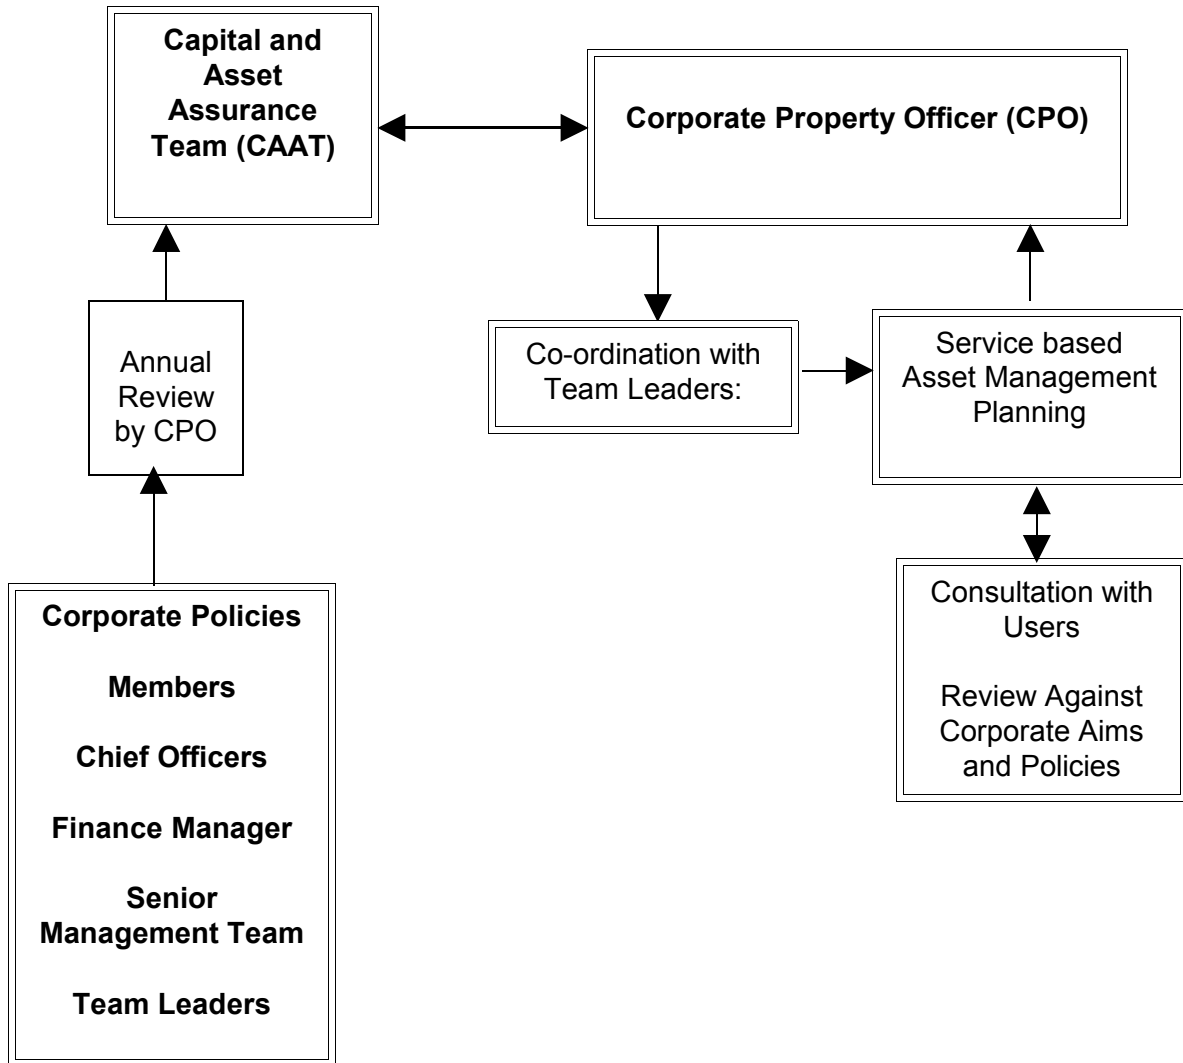 Capital and
Asset
Assurance
Team (CAAT)
Corporate Property Officer (CPO)
Annual
Review
by CPO
Co-ordination with
Team Leaders:
Service based
Asset Management
Planning
Corporate Policies
Members
Chief Officers
Finance Manager
Senior
Management Team
Team Leaders
Consultation with
Users
Review Against
Corporate Aims
and Policies